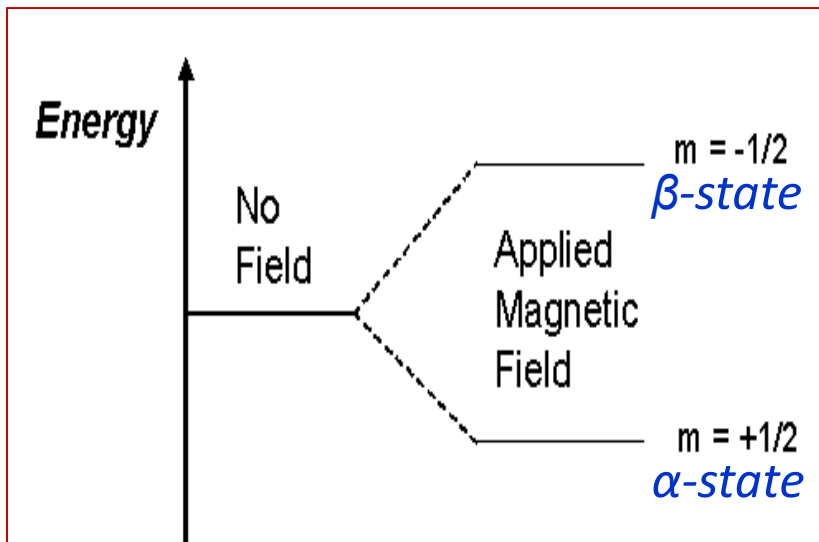 Energy
No
Field
m = -1/2
β-state
Applied
Magnetic
Field
m = +1/2
α-state